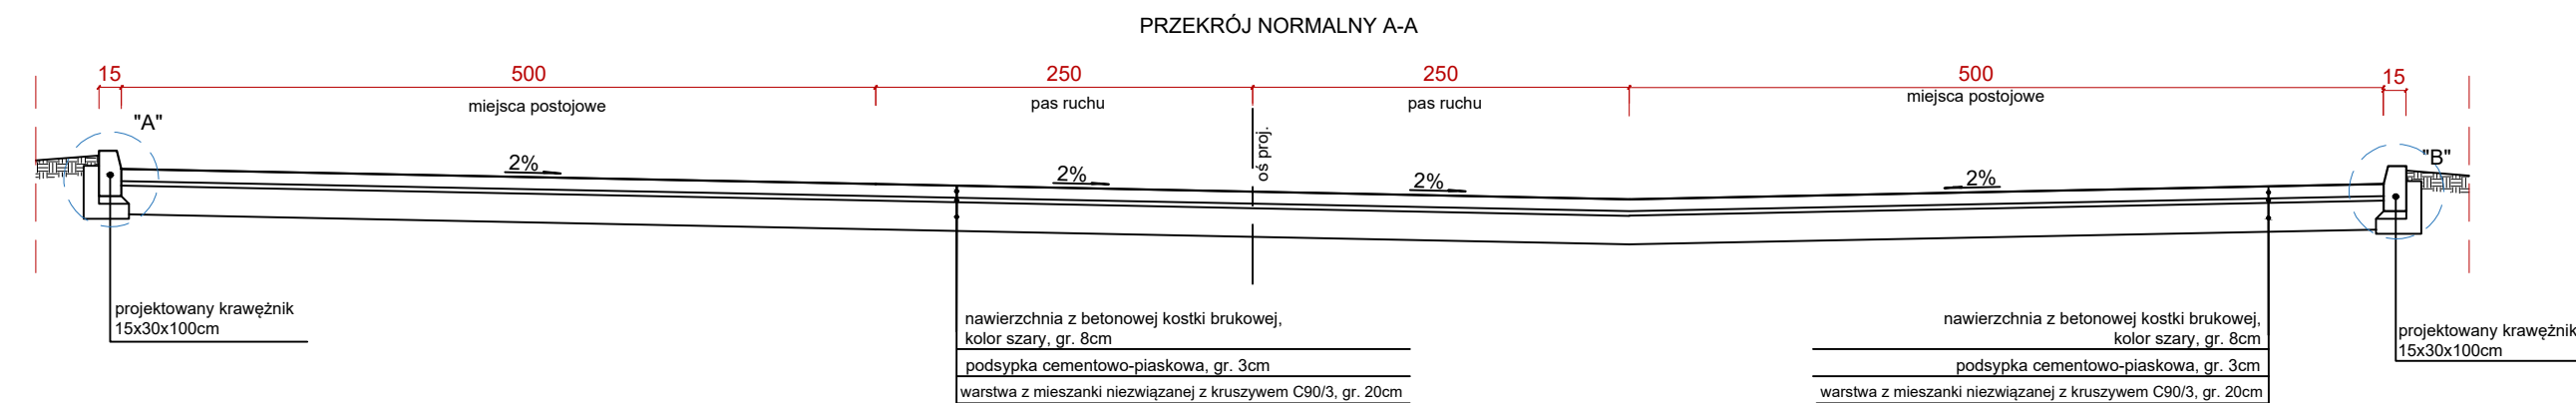 PRZEKRÓJ NORMALNY A-A
15
500
250
250
500
15
miejsca postojowe
pas ruchu
pas ruchu
miejsca postojowe
"A"
oś proj.
"B"
2%
2%
2%
2%
projektowany krawężnik
15x30x100cm
nawierzchnia z betonowej kostki brukowej,
kolor szary, gr. 8cm
podsypka cementowo-piaskowa, gr. 3cm
warstwa z mieszanki niezwiązanej z kruszywem C90/3, gr. 20cm
nawierzchnia z betonowej kostki brukowej,
kolor szary, gr. 8cm
podsypka cementowo-piaskowa, gr. 3cm
warstwa z mieszanki niezwiązanej z kruszywem C90/3, gr. 20cm
projektowany krawężnik
15x30x100cm